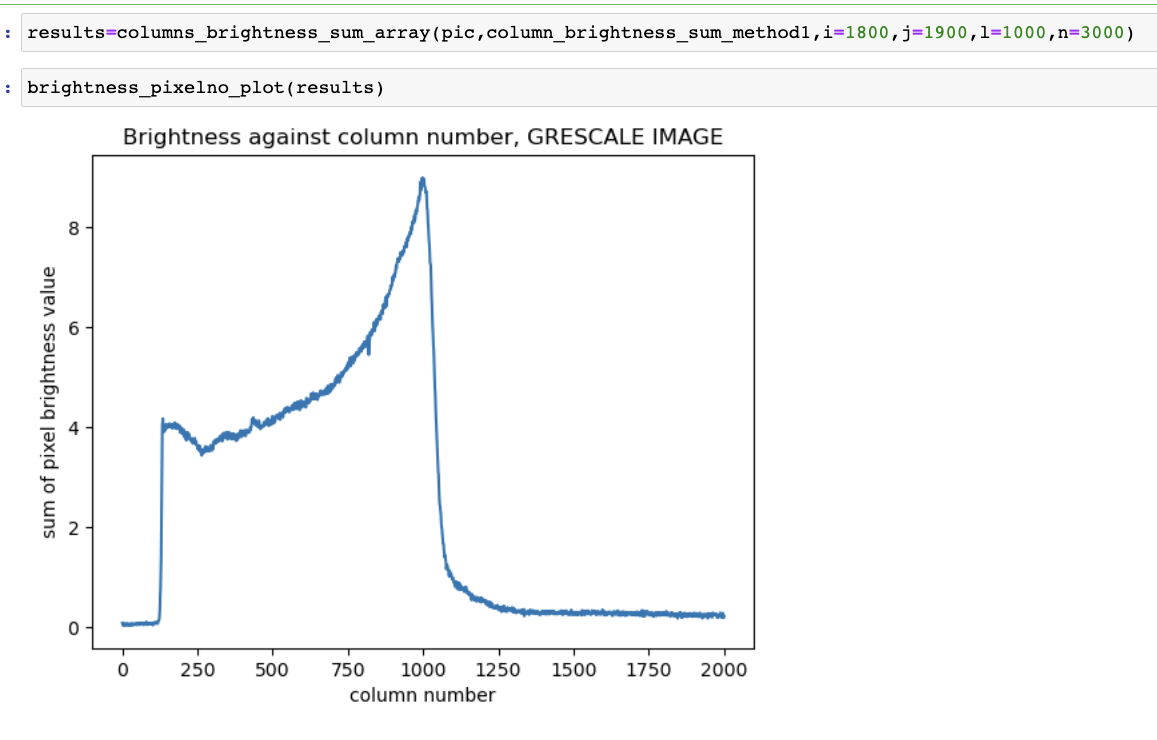 : results=columns_brightness_sum_array(pic,column_brightness_sum_method1,i=1800,j=1900,l=1000,n=3000)
: brightness_pixelno_plot(results)
Brightness against column number, GRESCALE IMAGE
sum of pixel brightness value
8
6
4
2
0
0 250 500 750 1000 1250 1500 1750 2000
column number